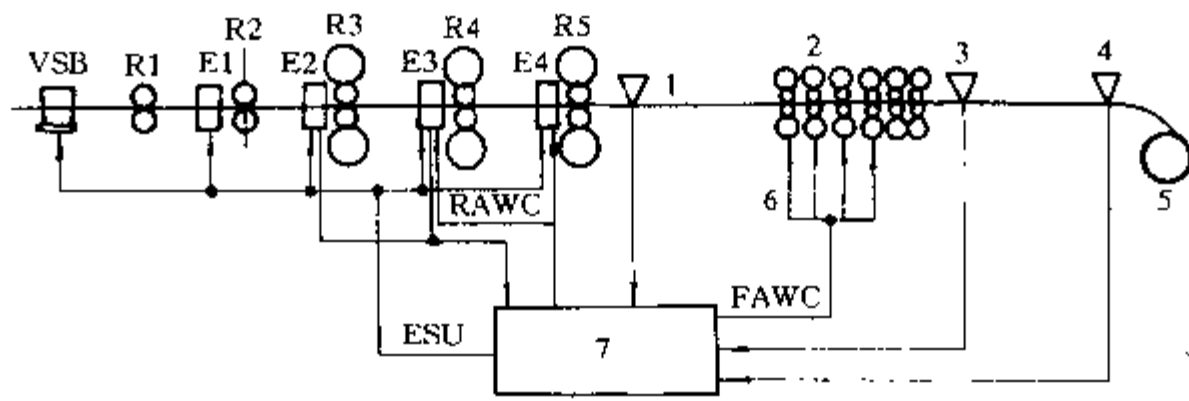 VSB R1 E1 R2 E2 R3 E3 R4 E4 R5 1 2 3 4
RAWC 6 5
FAWC
ESU 7